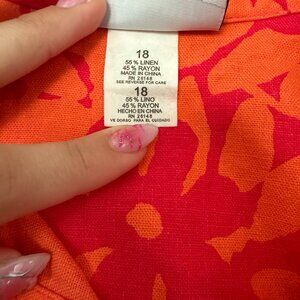 18
55% LINEN
45% RAYON
MADE IN CHINA
RN 26148
SEE REVERSE FOR CARE
18
55% LINO
45% RAYON
HECHO EN CHINA
RN 26148
VE DORSO PARA EL CUIDADO